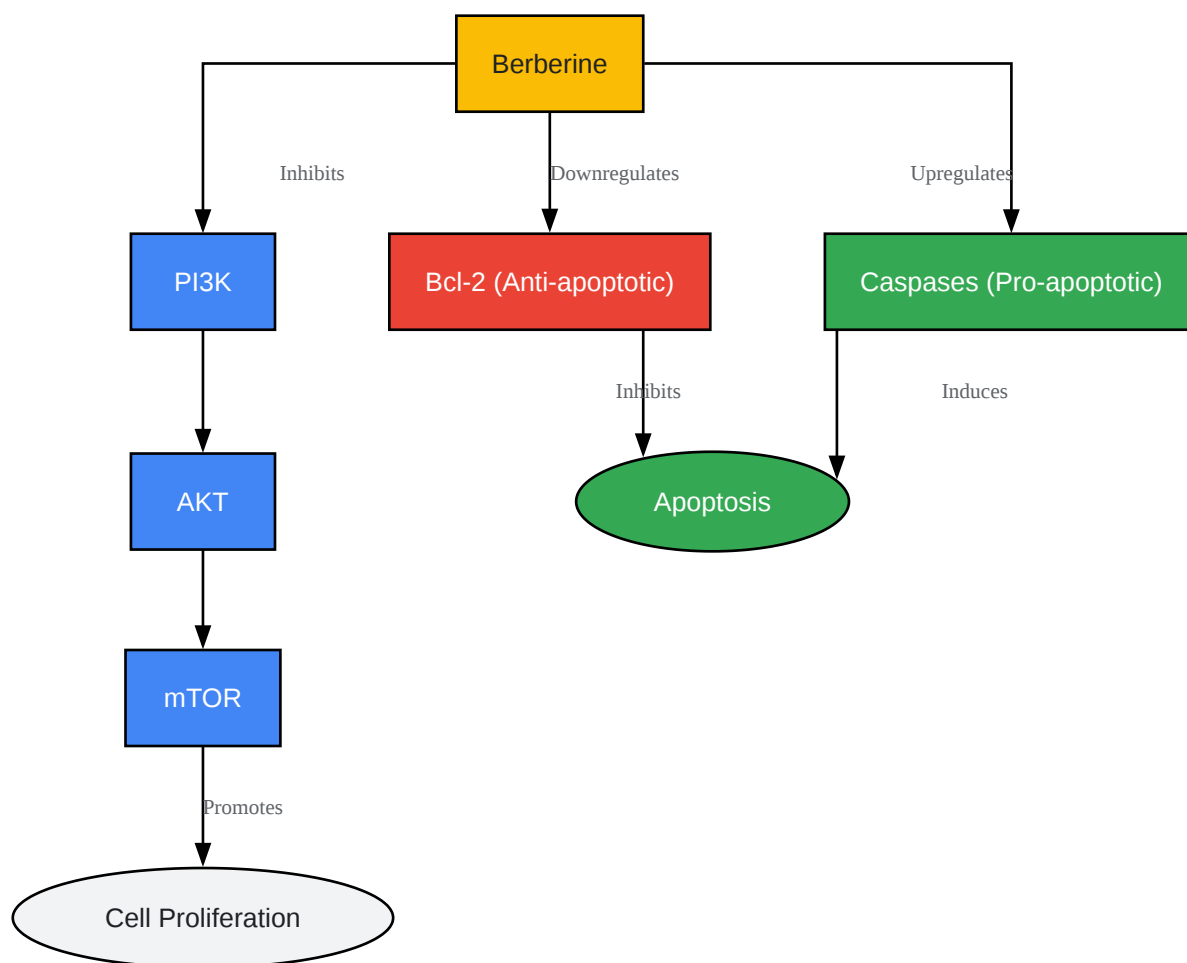 Berberine
Inhibits
Downregulates
Upregulates
PI3K
Bcl-2 (Anti-apoptotic)
Caspases (Pro-apoptotic)
Inhibits
Induces
AKT
Apoptosis
mTOR
Promotes
Cell Proliferation